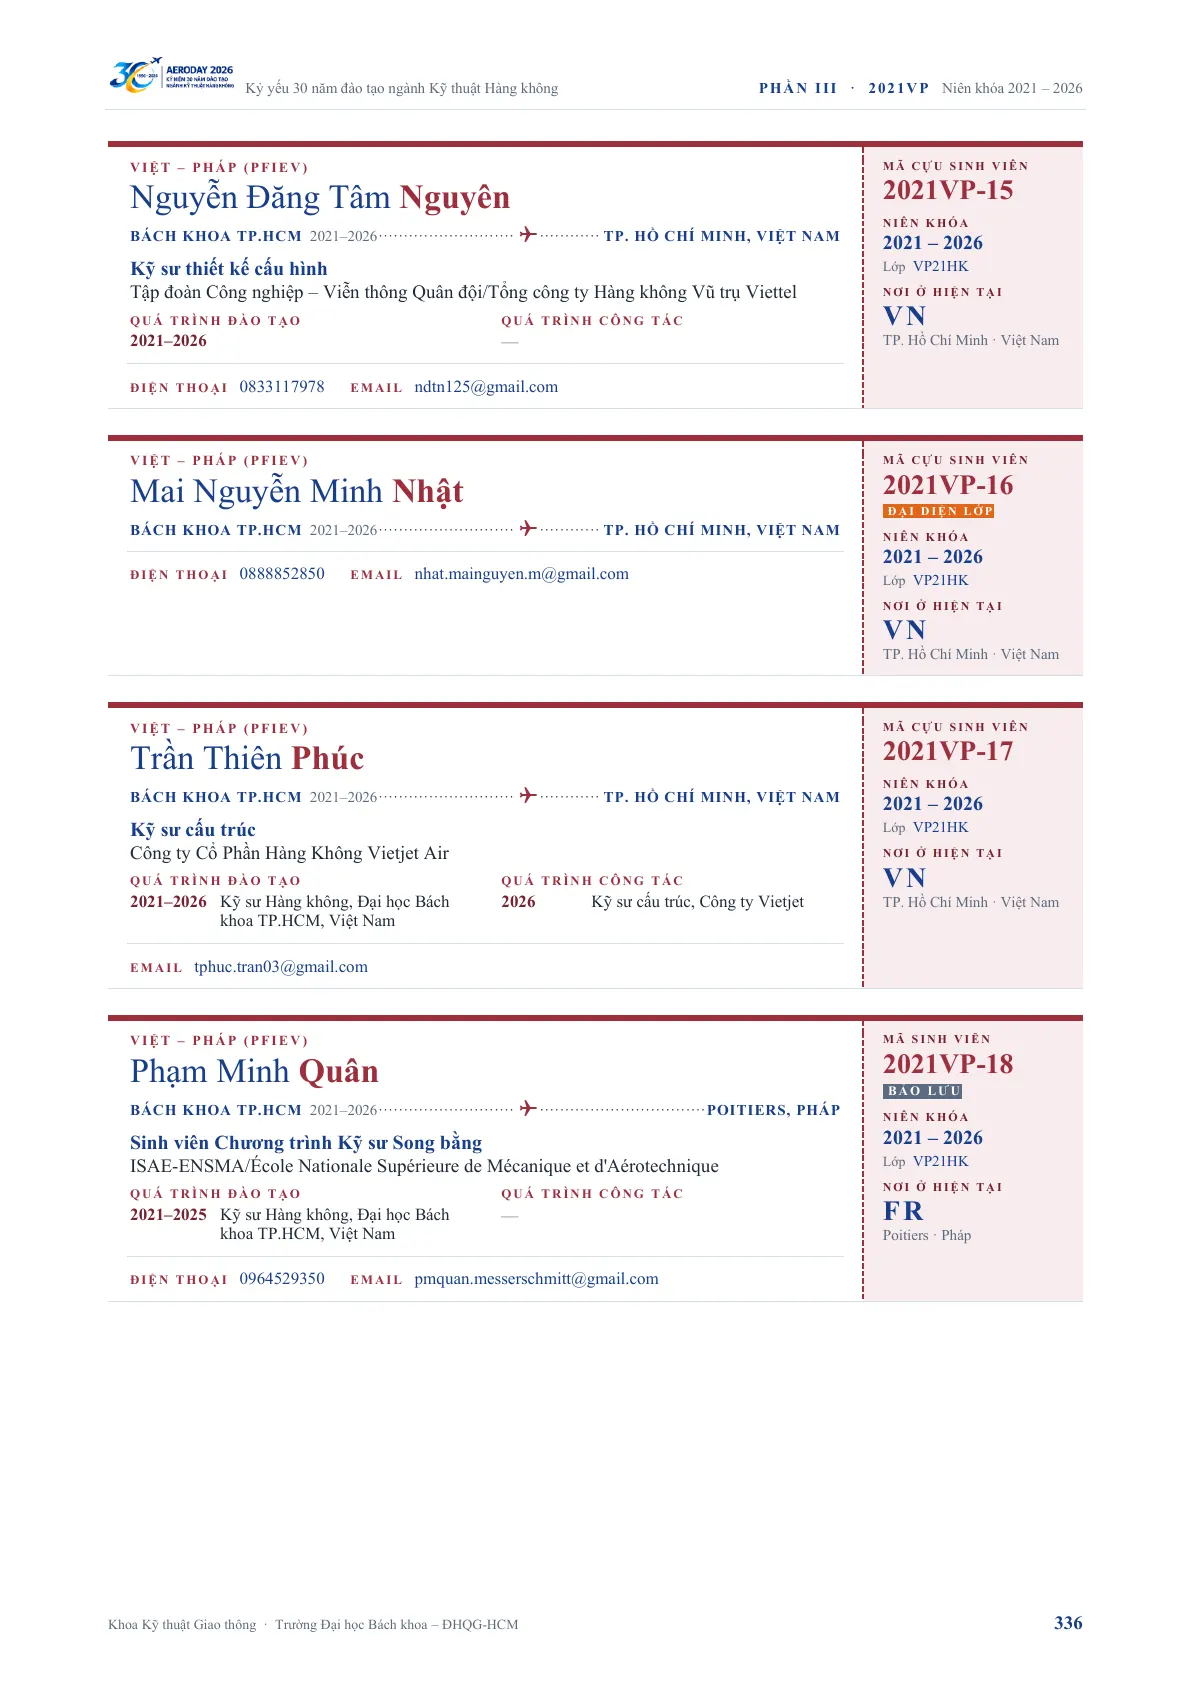 AERODAY 2026
KỶ NIỆM 30 NĂM ĐÀO TẠO
NGÀNH KỸ THUẬT HÀNG KHÔNG
Kỷ yếu 30 năm đào tạo ngành Kỹ thuật Hàng không
PHẦN III · 2021VP Niên khóa 2021 – 2026
VIỆT – PHÁP (PFIEV)
Nguyễn Đăng Tâm Nguyên
BÁCH KHOA TP.HCM 2021–2026 TP. HỒ CHÍ MINH, VIỆT NAM
Kỹ sư thiết kế cấu hình
Tập đoàn Công nghiệp – Viễn thông Quân đội/Tổng công ty Hàng không Vũ trụ Viettel
QUÁ TRÌNH ĐÀO TẠO
2021–2026
QUÁ TRÌNH CÔNG TÁC
—
ĐIỆN THOẠI 0833117978 EMAIL ndtn125@gmail.com
MÃ CỰU SINH VIÊN
2021VP-15
NIÊN KHÓA
2021 – 2026
Lớp VP21HK
NƠI Ở HIỆN TẠI
VN
TP. Hồ Chí Minh · Việt Nam
VIỆT – PHÁP (PFIEV)
Mai Nguyễn Minh Nhật
BÁCH KHOA TP.HCM 2021–2026 TP. HỒ CHÍ MINH, VIỆT NAM
ĐIỆN THOẠI 0888852850 EMAIL nhat.mainguyen.m@gmail.com
MÃ CỰU SINH VIÊN
2021VP-16
ĐẠI DIỆN LỚP
NIÊN KHÓA
2021 – 2026
Lớp VP21HK
NƠI Ở HIỆN TẠI
VN
TP. Hồ Chí Minh · Việt Nam
VIỆT – PHÁP (PFIEV)
Trần Thiên Phúc
BÁCH KHOA TP.HCM 2021–2026 TP. HỒ CHÍ MINH, VIỆT NAM
Kỹ sư cấu trúc
Công ty Cổ Phần Hàng Không Vietjet Air
QUÁ TRÌNH ĐÀO TẠO
2021–2026 Kỹ sư Hàng không, Đại học Bách
khoa TP.HCM, Việt Nam
QUÁ TRÌNH CÔNG TÁC
2026 Kỹ sư cấu trúc, Công ty Vietjet
EMAIL tphuc.tran03@gmail.com
MÃ CỰU SINH VIÊN
2021VP-17
NIÊN KHÓA
2021 – 2026
Lớp VP21HK
NƠI Ở HIỆN TẠI
VN
TP. Hồ Chí Minh · Việt Nam
VIỆT – PHÁP (PFIEV)
Phạm Minh Quân
BÁCH KHOA TP.HCM 2021–2026 POITIERS, PHÁP
Sinh viên Chương trình Kỹ sư Song bằng
ISAE-ENSMA/École Nationale Supérieure de Mécanique et d'Aérotechnique
QUÁ TRÌNH ĐÀO TẠO
2021–2025 Kỹ sư Hàng không, Đại học Bách
khoa TP.HCM, Việt Nam
QUÁ TRÌNH CÔNG TÁC
—
ĐIỆN THOẠI 0964529350 EMAIL pmquan.messerschmitt@gmail.com
MÃ SINH VIÊN
2021VP-18
BẢO LƯU
NIÊN KHÓA
2021 – 2026
Lớp VP21HK
NƠI Ở HIỆN TẠI
FR
Poitiers · Pháp
Khoa Kỹ thuật Giao thông · Trường Đại học Bách khoa – ĐHQG-HCM
336